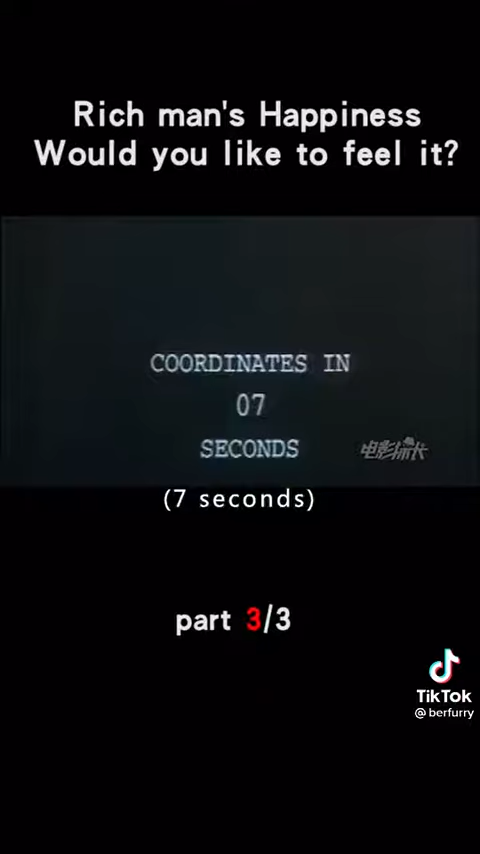 Rich man's Happiness
Would you like to feel it?
COORDINATES IN
07
SECONDS
(7 seconds)
part 3/3
TikTok
@berfurry